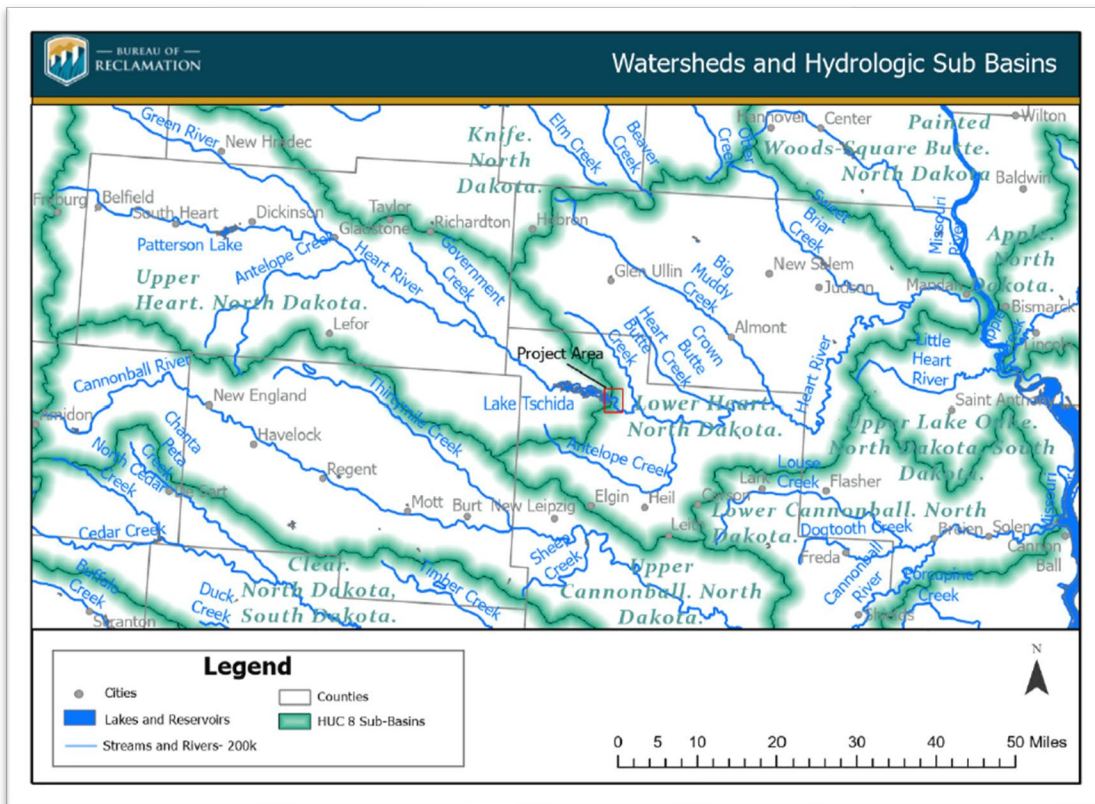 BUREAU OF
RECLAMATION
Watersheds and Hydrologic Sub Basins
Green River
New Hradec
Knife.
North
Dakota.
Elm Creek
Beaver
Creek
Otter
Creek
Hannover
Center
Painted
Woods-Square Butte.
North Dakota
Wilton
Baldwin
Belfield
South Heart
Dickinson
Patterson Lake
Taylor
Gladstone
Richardton
Hebron
Antelope Creek
Heart River
Government
Creek
Upper
Heart. North Dakota.
Lefor
Glen Ullin
Big
Muddy
Creek
Sweet
Briar
Creek
New Salem
Judson
Almont
Missouri
River
Mandan
Apple.
North
Dakota.
Bismarck
Apple
Creek
Lincoln
Project Area
Heart
Butte
Creek
Crown
Butte
Creek
Heart River
Little
Heart
River
Lake Tschida
Lower Heart.
North Dakota.
Saint Anthony
Upper Lake Oahe.
North Dakota, South
Dakota.
Cannonball River
New England
Amidon
Havelock
Thirtymile Creek
Chanta
Peta
Creek
North Cedar
Creek
Regent
Antelope Creek
Mott
Burt
New Leipzig
Elgin
Heil
Carson
Leith
Lark
Louse
Creek
Flasher
Lower Cannonball. North
Dakota.
Dogtooth Creek
Freda
Breien
Solen
Cannon
Ball
Missouri
Cannonball
River
Porcupine
Creek
Shields
Cedar Creek
Buffalo
Creek
Scranton
Clear.
North Dakota,
South Dakota.
Duck
Creek
Timber Creek
Sheep
Creek
Upper
Cannonball. North
Dakota.
Legend
Cities
Counties
Lakes and Reservoirs
HUC 8 Sub-Basins
Streams and Rivers- 200k
N
0 5 10 20 30 40 50 Miles